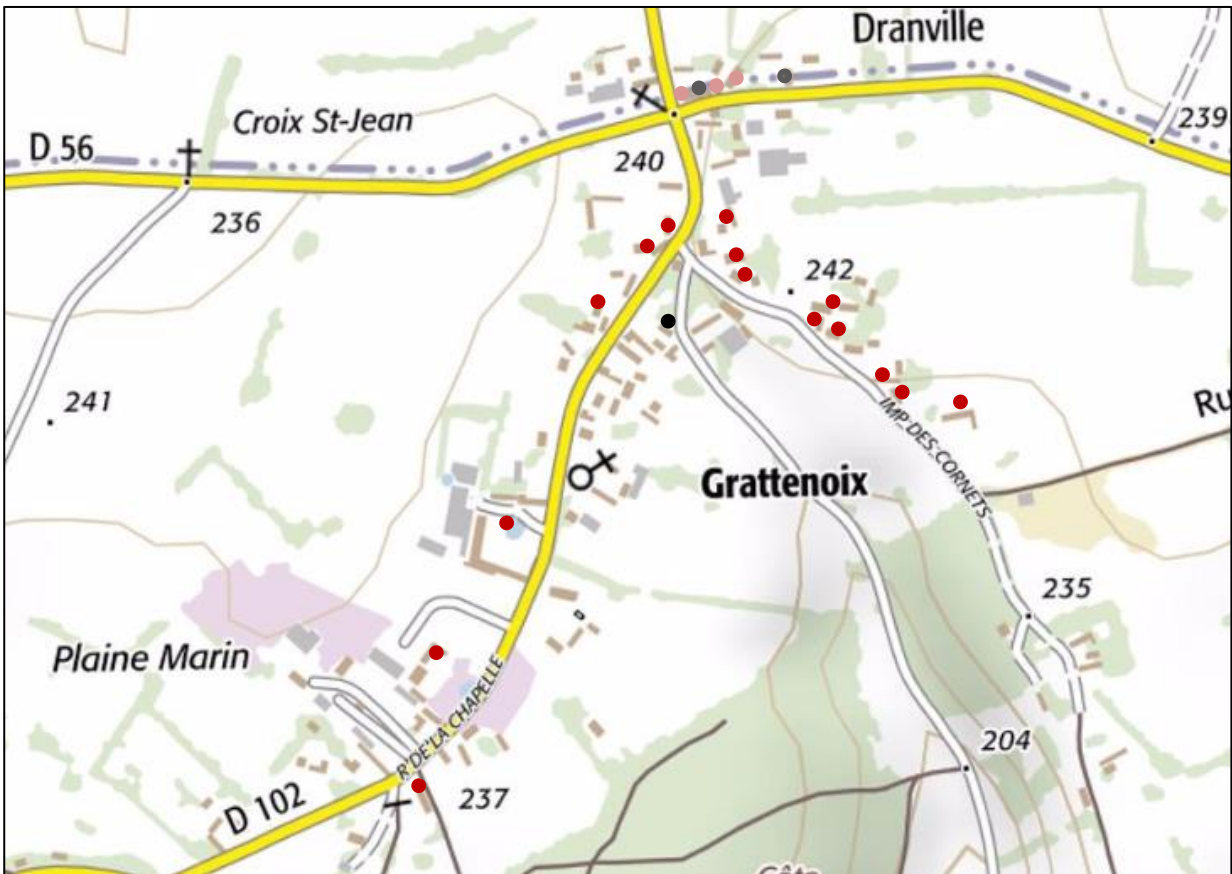 Dranville
Croix St-Jean
D 56
239
240
236
242
241
Ru
IMP DES CORNETS
Grattenoix
235
Plaine Marin
R DE LA CHAPELLE
204
D 102
237